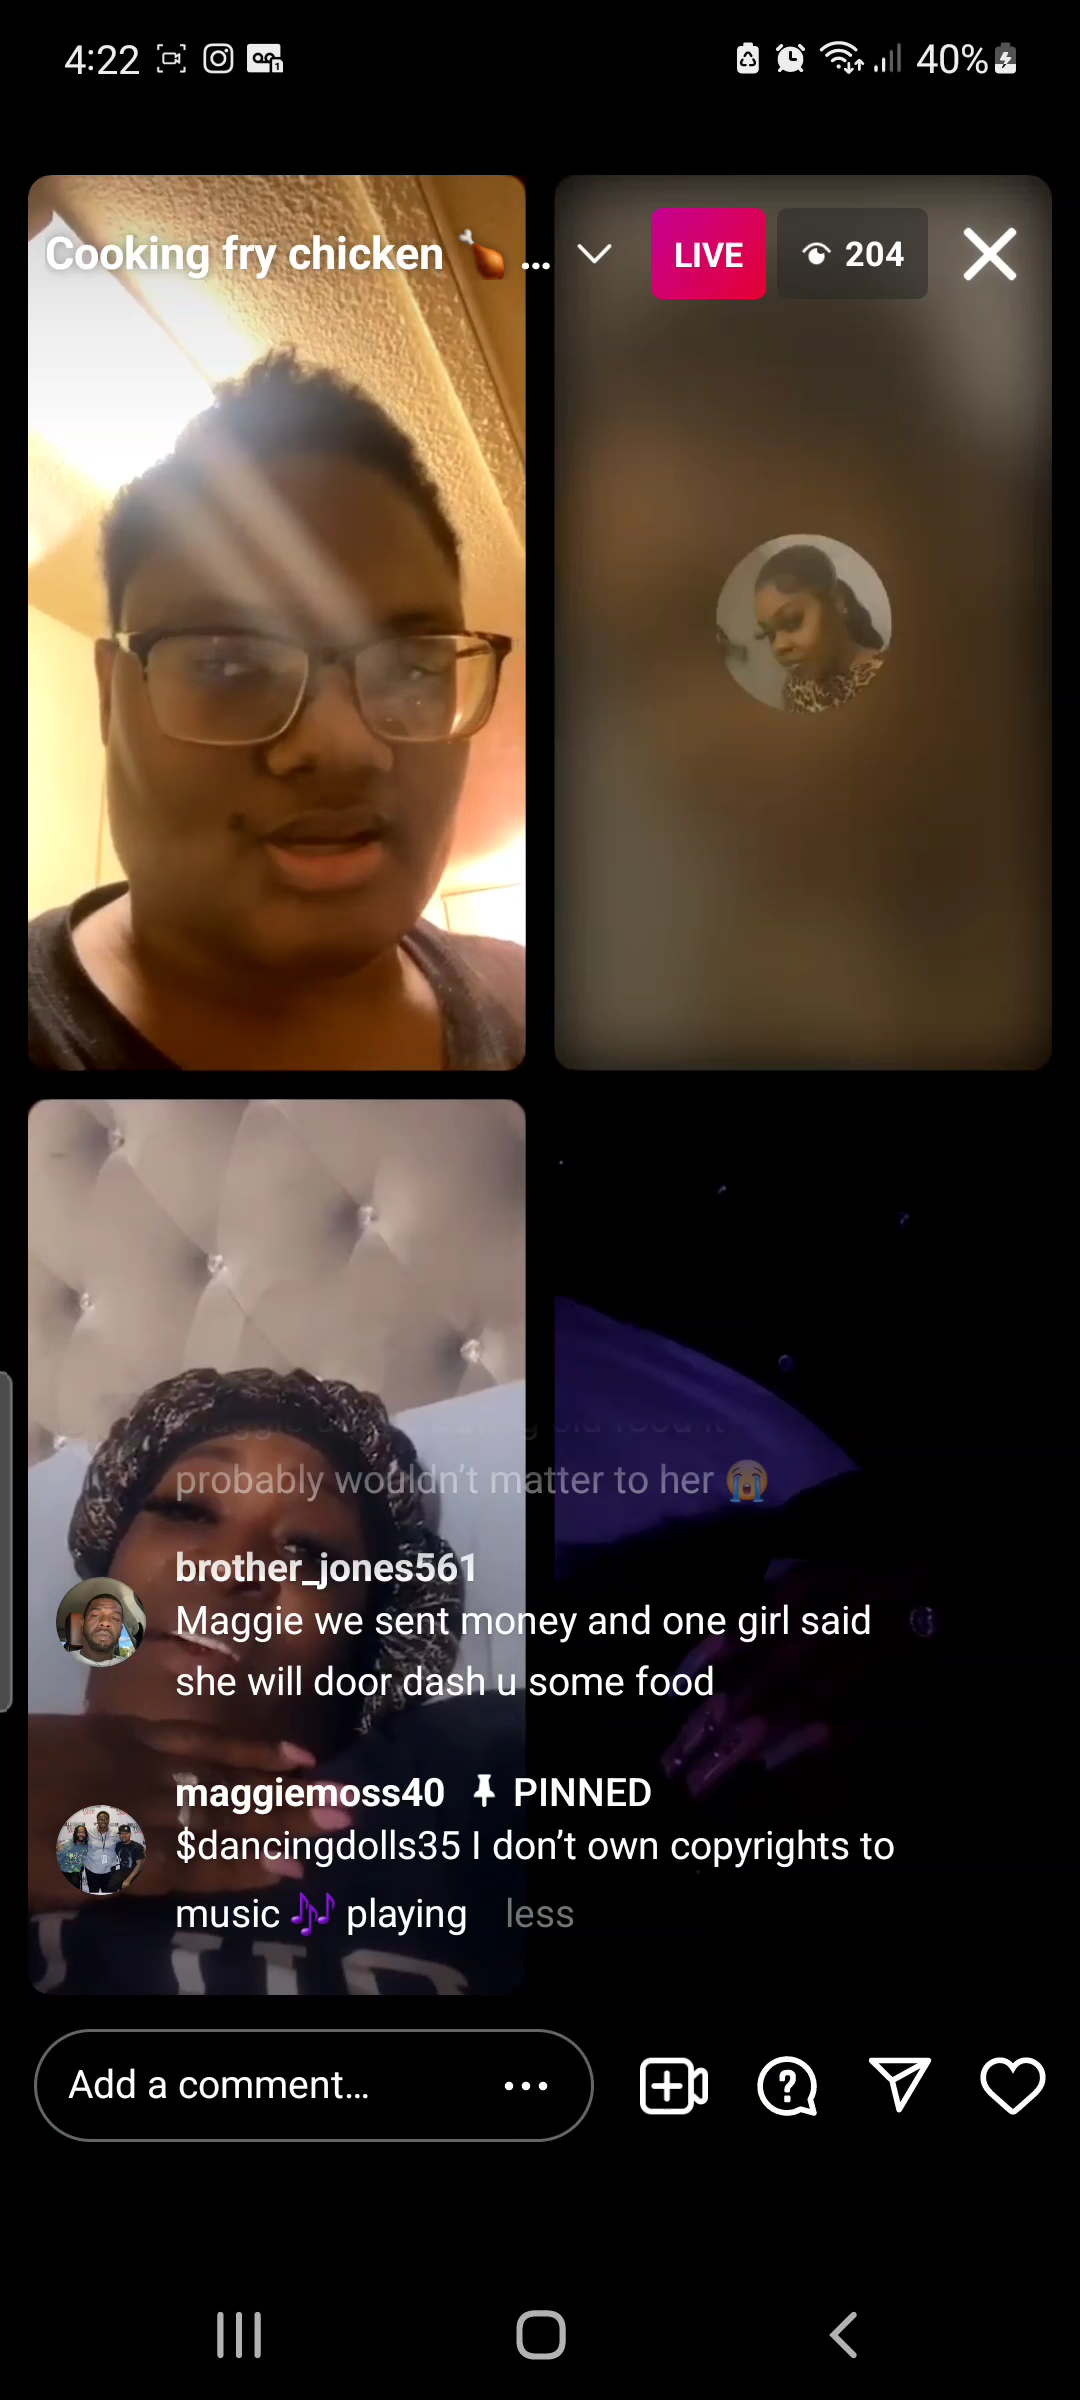 4:22
40%
Cooking fry chicken 🍗 ...
LIVE
204
probably wouldn't matter to her 😭
brother_jones561
Maggie we sent money and one girl said
she will door dash u some food
maggiemoss40 PINNED
$dancingdolls35 I don't own copyrights to
music 🎶 playing less
Add a comment...